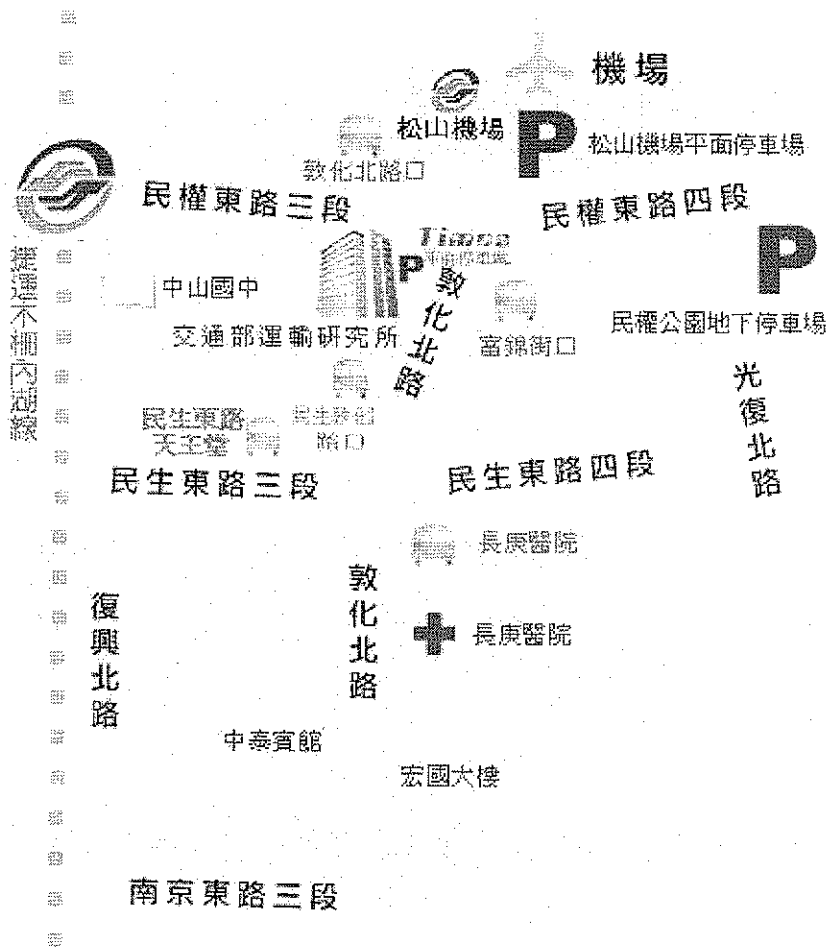 機場
松山機場
P
松山機場平面停車場
敦化北路口
民權東路三段
民權東路四段
Times
P
P
中山國中
敦化北路
交通部運輸研究所
富錦街口
民權公園地下停車場
捷運木柵內湖線
光復北路
民生東路
天主堂
路口
民生東路三段
民生東路四段
長庚醫院
復興北路
敦化北路
長庚醫院
中泰賓館
宏國大樓
南京東路三段